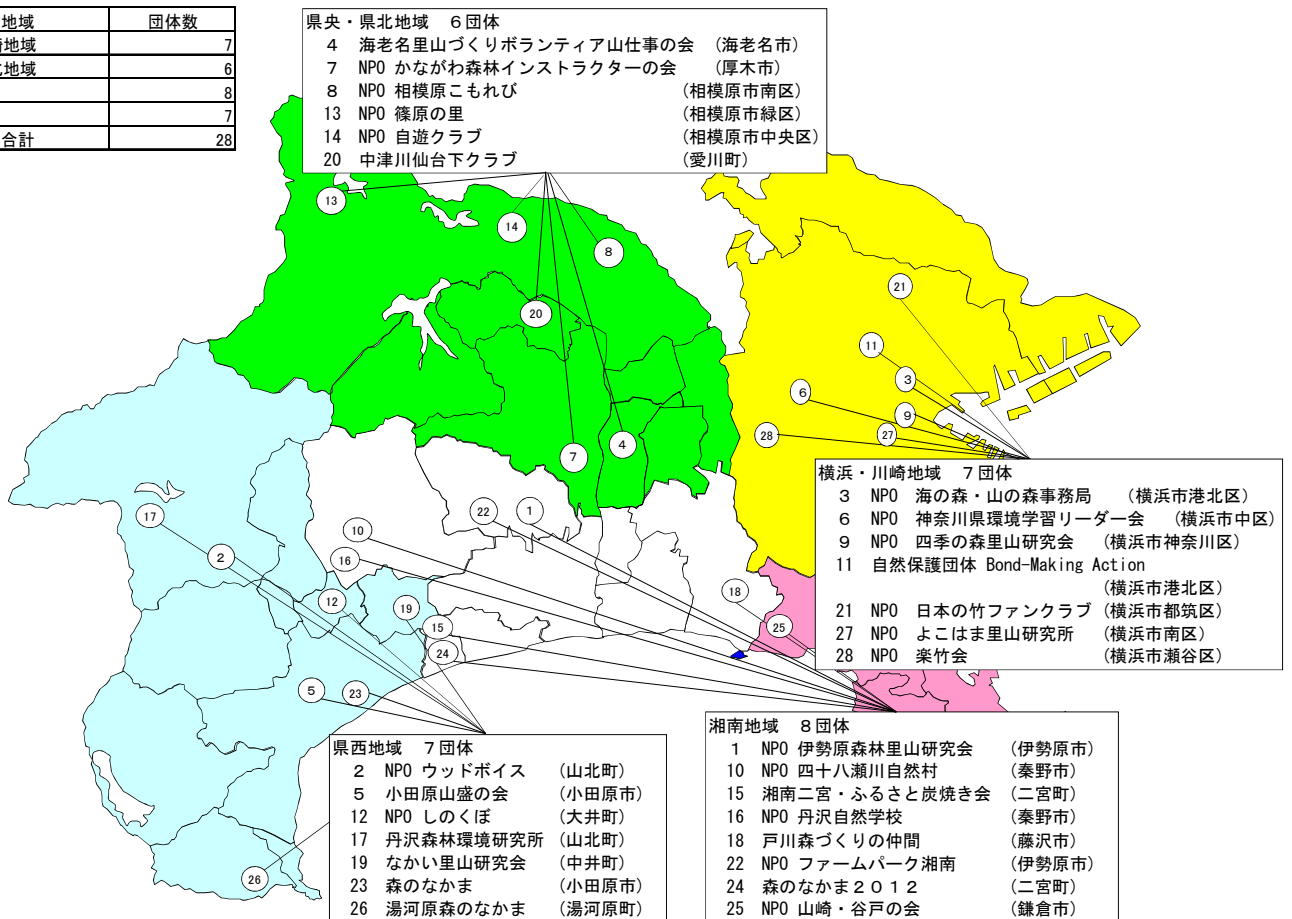 地域 団体数
崎地域 7
北地域 6
8
7
合計 28
県央・県北地域 6団体
4 海老名里山づくりボランティア山仕事の会 (海老名市)
7 NPO かながわ森林インストラクターの会 (厚木市)
8 NPO 相模原こもれび (相模原市南区)
13 NPO 篠原の里 (相模原市緑区)
14 NPO 自遊クラブ (相模原市中央区)
20 中津川仙台下クラブ (愛川町)
13
14
8
20
21
11
3
6
9
28
27
7
4
22
1
17
10
2
16
12
19
18
15
25
24
5
23
26
横浜・川崎地域 7団体
3 NPO 海の森・山の森事務局 (横浜市港北区)
6 NPO 神奈川県環境学習リーダー会 (横浜市中区)
9 NPO 四季の森里山研究会 (横浜市神奈川区)
11 自然保護団体 Bond-Making Action
(横浜市港北区)
21 NPO 日本の竹ファンクラブ (横浜市都筑区)
27 NPO よこはま里山研究所 (横浜市南区)
28 NPO 楽竹会 (横浜市瀬谷区)
県西地域 7団体
2 NPO ウッドボイス (山北町)
5 小田原山盛の会 (小田原市)
12 NPO しのくぼ (大井町)
17 丹沢森林環境研究所 (山北町)
19 なかい里山研究会 (中井町)
23 森のなかま (小田原市)
26 湯河原森のなかま (湯河原町)
湘南地域 8団体
1 NPO 伊勢原森林里山研究会 (伊勢原市)
10 NPO 四十八瀬川自然村 (秦野市)
15 湘南二宮・ふるさと炭焼き会 (二宮町)
16 NPO 丹沢自然学校 (秦野市)
18 戸川森づくりの仲間 (藤沢市)
22 NPO ファームパーク湘南 (伊勢原市)
24 森のなかま2012 (二宮町)
25 NPO 山崎・谷戸の会 (鎌倉市)